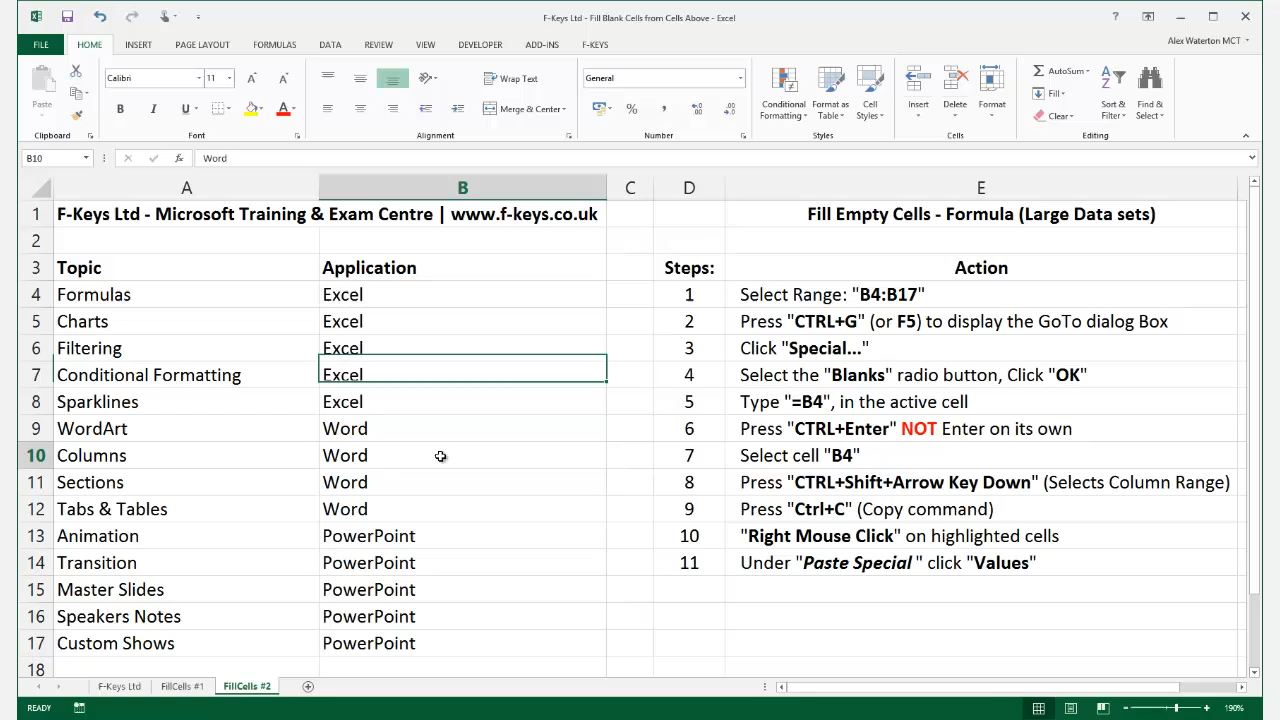 F-Keys Ltd - Fill Blank Cells from Cells Above - Excel
Alex Waterton MCT
FILE HOME INSERT PAGE LAYOUT FORMULAS DATA REVIEW VIEW DEVELOPER ADD-INS F-KEYS
Paste
Clipboard
Calibri 11
B I U
Font
Wrap Text
Merge & Center
Alignment
General
%
Number
Conditional Formatting
Format as Table
Cell Styles
Styles
Insert
Delete
Format
Cells
AutoSum
Fill
Clear
Sort & Filter
Find & Select
Editing
B10 fx Word
A B C D E
1 F-Keys Ltd - Microsoft Training & Exam Centre | www.f-keys.co.uk Fill Empty Cells - Formula (Large Data sets)
2
3 Topic Application Steps: Action
4 Formulas Excel 1 Select Range: "B4:B17"
5 Charts Excel 2 Press "CTRL+G" (or F5) to display the GoTo dialog Box
6 Filtering Excel 3 Click "Special..."
7 Conditional Formatting Excel 4 Select the "Blanks" radio button, Click "OK"
8 Sparklines Excel 5 Type "=B4", in the active cell
9 WordArt Word 6 Press "CTRL+Enter" NOT Enter on its own
10 Columns Word 7 Select cell "B4"
11 Sections Word 8 Press "CTRL+Shift+Arrow Key Down" (Selects Column Range)
12 Tabs & Tables Word 9 Press "Ctrl+C" (Copy command)
13 Animation PowerPoint 10 "Right Mouse Click" on highlighted cells
14 Transition PowerPoint 11 Under "Paste Special " click "Values"
15 Master Slides PowerPoint
16 Speakers Notes PowerPoint
17 Custom Shows PowerPoint
18
F-Keys Ltd FillCells #1 FillCells #2
READY 190%